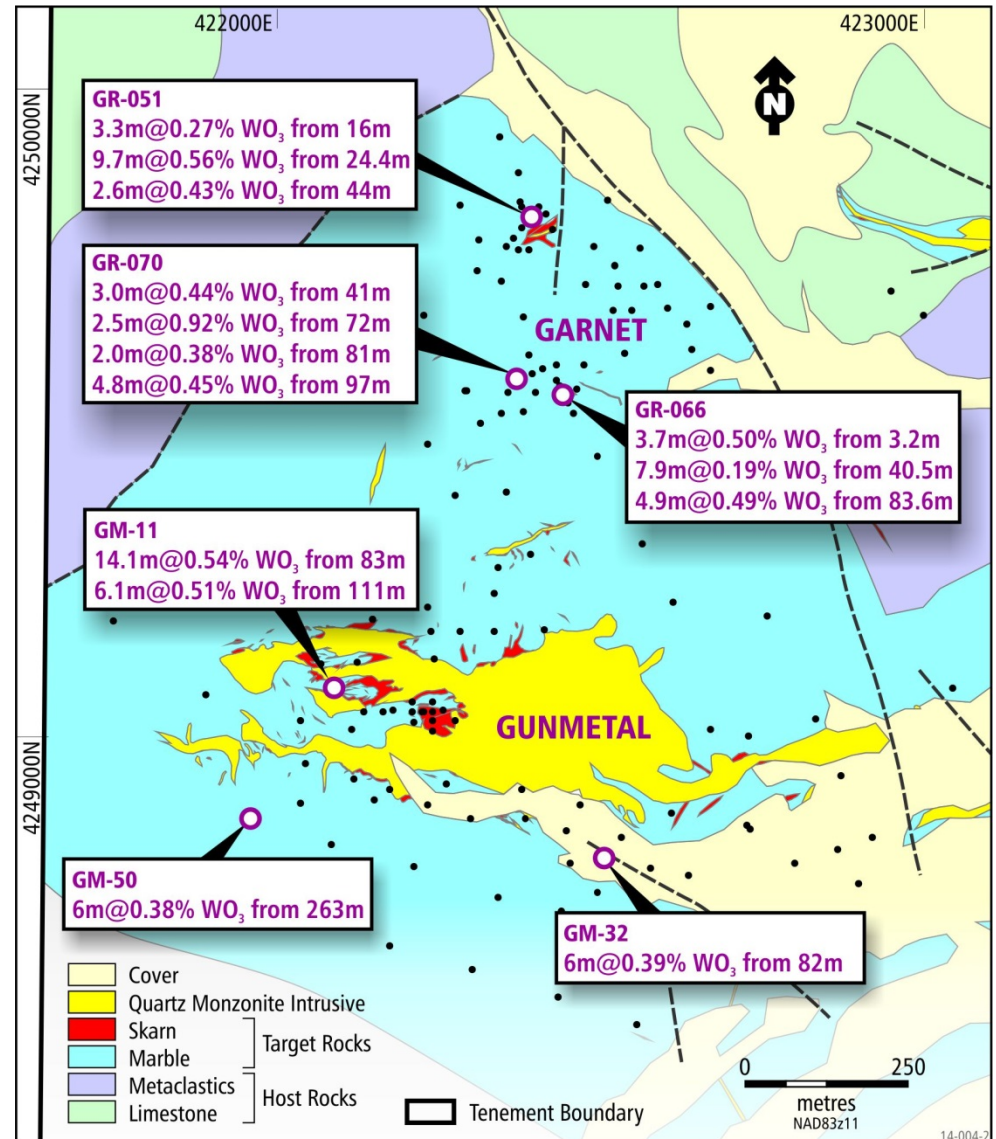 422000E
423000E
4250000N
4249000N
N
GR-051
3.3m@0.27% WO₃ from 16m
9.7m@0.56% WO₃ from 24.4m
2.6m@0.43% WO₃ from 44m
GR-070
3.0m@0.44% WO₃ from 41m
2.5m@0.92% WO₃ from 72m
2.0m@0.38% WO₃ from 81m
4.8m@0.45% WO₃ from 97m
GARNET
GR-066
3.7m@0.50% WO₃ from 3.2m
7.9m@0.19% WO₃ from 40.5m
4.9m@0.49% WO₃ from 83.6m
GM-11
14.1m@0.54% WO₃ from 83m
6.1m@0.51% WO₃ from 111m
GUNMETAL
GM-50
6m@0.38% WO₃ from 263m
GM-32
6m@0.39% WO₃ from 82m
Cover
Quartz Monzonite Intrusive
Skarn
Marble
Target Rocks
Metaclastics
Limestone
Host Rocks
Tenement Boundary
0 250
metres
NAD83z11
14-004-2